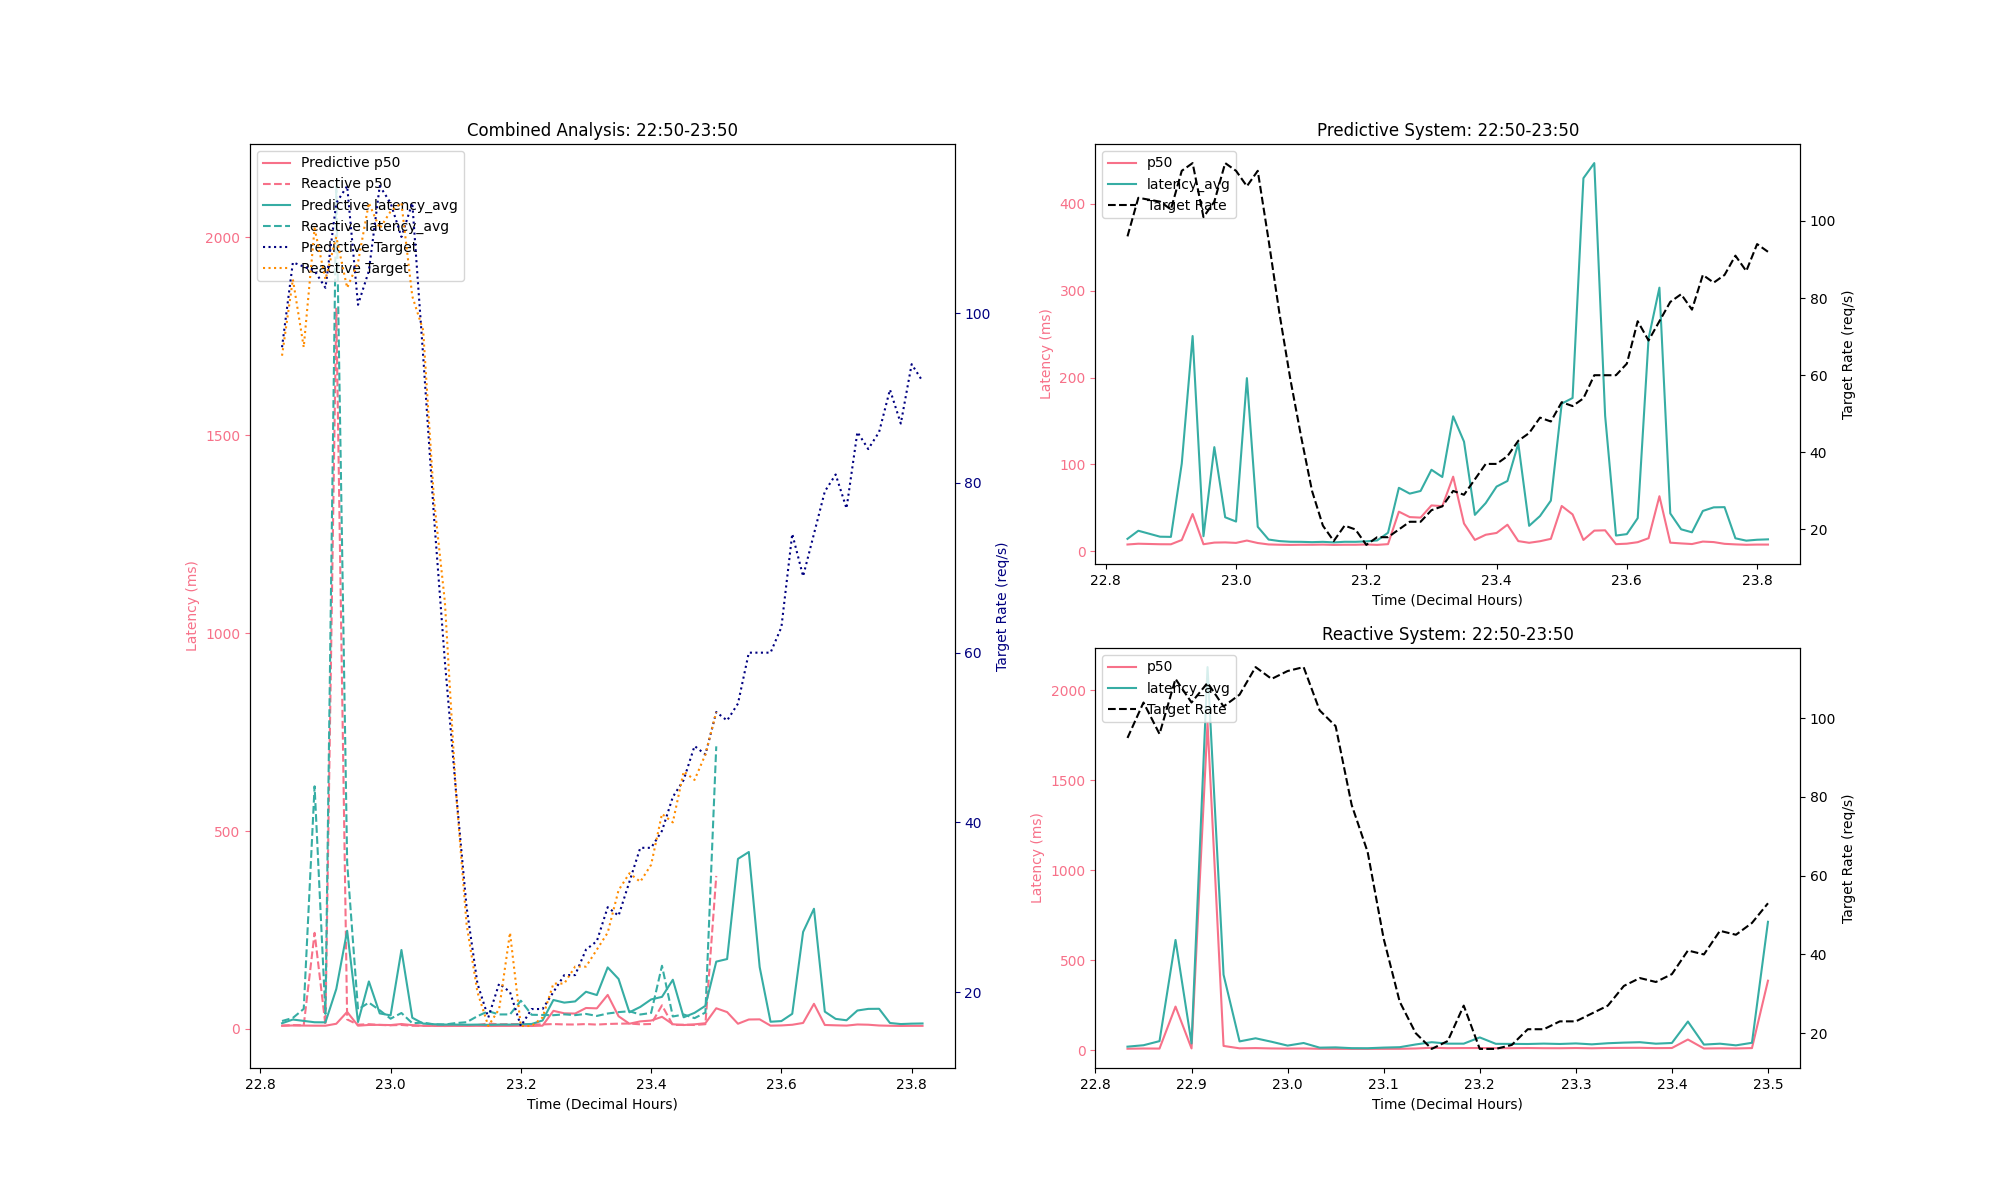 Combined Analysis: 22:50-23:50
Predictive p50
Reactive p50
Predictive latency_avg
Reactive latency_avg
Predictive Target
Reactive Target
2000
1500
1000
500
0
Latency (ms)
100
80
60
40
20
Target Rate (req/s)
22.8 23.0 23.2 23.4 23.6 23.8
Time (Decimal Hours)
Predictive System: 22:50-23:50
p50
latency_avg
Target Rate
400
300
200
100
0
Latency (ms)
100
80
60
40
20
Target Rate (req/s)
22.8 23.0 23.2 23.4 23.6 23.8
Time (Decimal Hours)
Reactive System: 22:50-23:50
p50
latency_avg
Target Rate
2000
1500
1000
500
0
Latency (ms)
100
80
60
40
20
Target Rate (req/s)
22.8 22.9 23.0 23.1 23.2 23.3 23.4 23.5
Time (Decimal Hours)